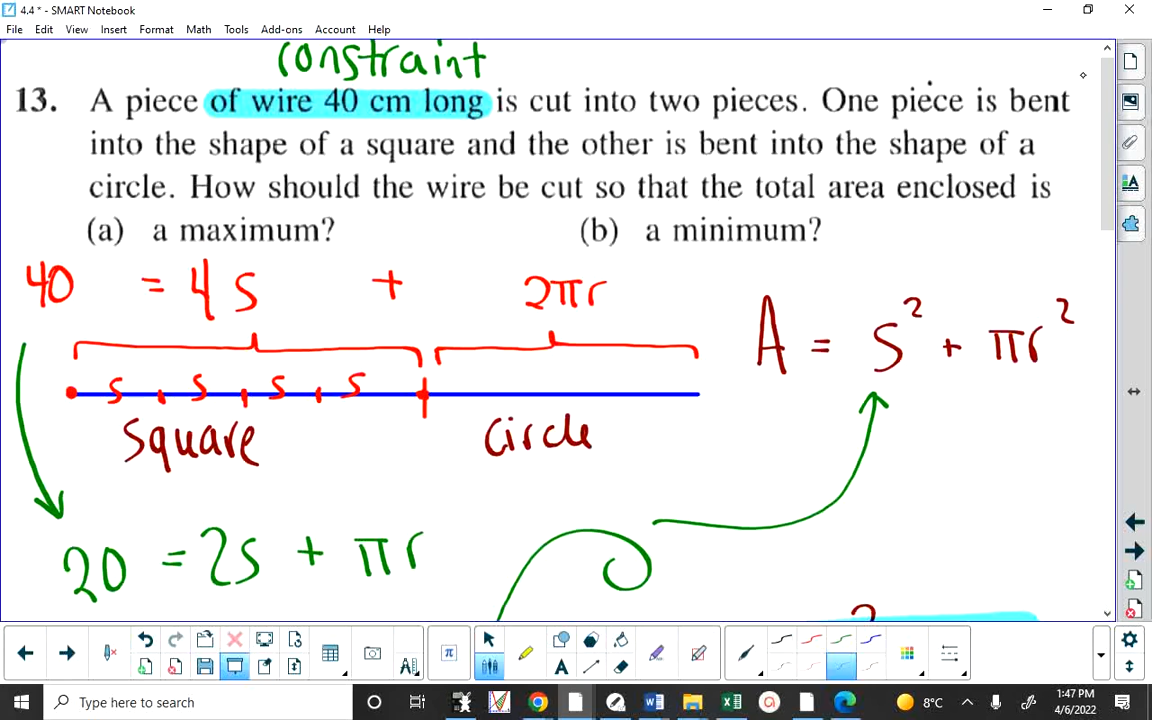 4.4 * - SMART Notebook
File Edit View Insert Format Math Tools Add-ons Account Help
constraint
13. A piece of wire 40 cm long is cut into two pieces. One piece is bent
into the shape of a square and the other is bent into the shape of a
circle. How should the wire be cut so that the total area enclosed is
(a) a maximum? (b) a minimum?
40 = 4s + 2πr
A = s² + πr²
s s s s
square circle
20 = 2s + πr
2
π
A
Type here to search
8°C
1:47 PM
4/6/2022